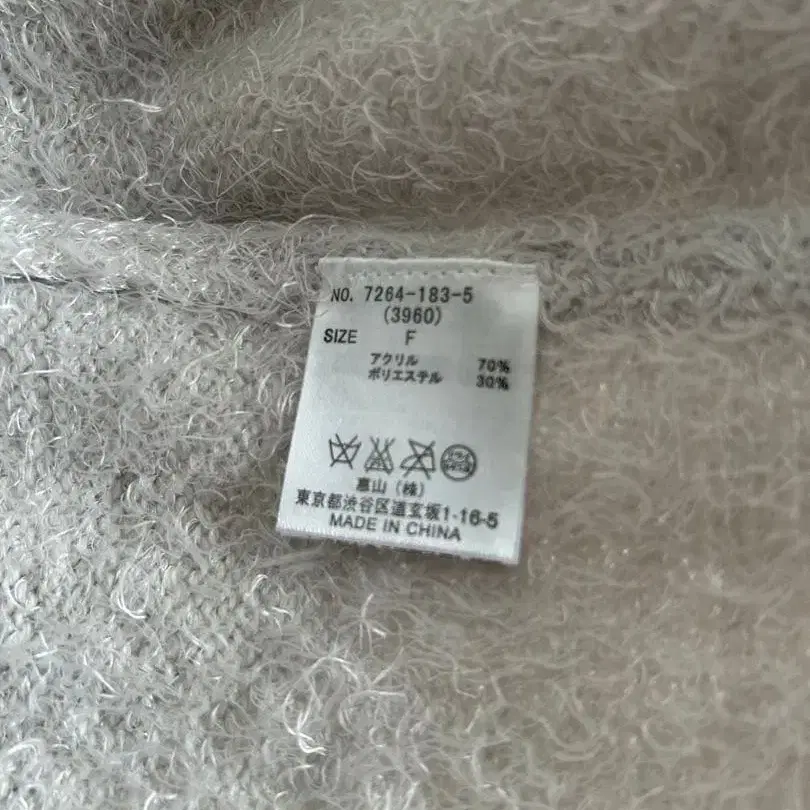 NO. 7264-183-5
(3960)
SIZE F
アクリル 70%
ポリエステル 30%
惠山 (株)
東京都渋谷区道玄坂1-16-5
MADE IN CHINA